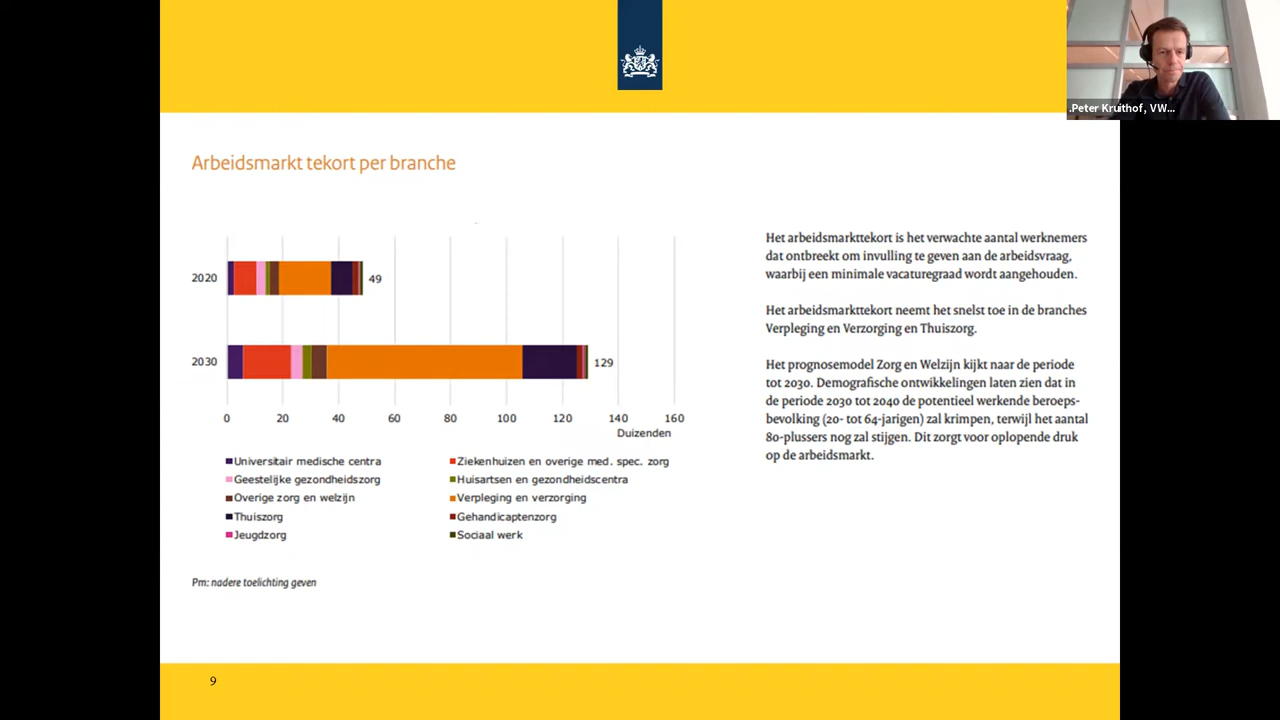 .Peter Kruithof, VW...
Arbeidsmarkt tekort per branche
2020
49
2030
129
0 20 40 60 80 100 120 140 160
Duizenden
Universitair medische centra
Ziekenhuizen en overige med. spec. zorg
Geestelijke gezondheidszorg
Huisartsen en gezondheidscentra
Overige zorg en welzijn
Verpleging en verzorging
Thuiszorg
Gehandicaptenzorg
Jeugdzorg
Sociaal werk
Pm: nadere toelichting geven
Het arbeidsmarkttekort is het verwachte aantal werknemers
dat ontbreekt om invulling te geven aan de arbeidsvraag,
waarbij een minimale vacaturegraad wordt aangehouden.
Het arbeidsmarkttekort neemt het snelst toe in de branches
Verpleging en Verzorging en Thuiszorg.
Het prognosemodel Zorg en Welzijn kijkt naar de periode
tot 2030. Demografische ontwikkelingen laten zien dat in
de periode 2030 tot 2040 de potentieel werkende beroeps-
bevolking (20- tot 64-jarigen) zal krimpen, terwijl het aantal
80-plussers nog zal stijgen. Dit zorgt voor oplopende druk
op de arbeidsmarkt.
9